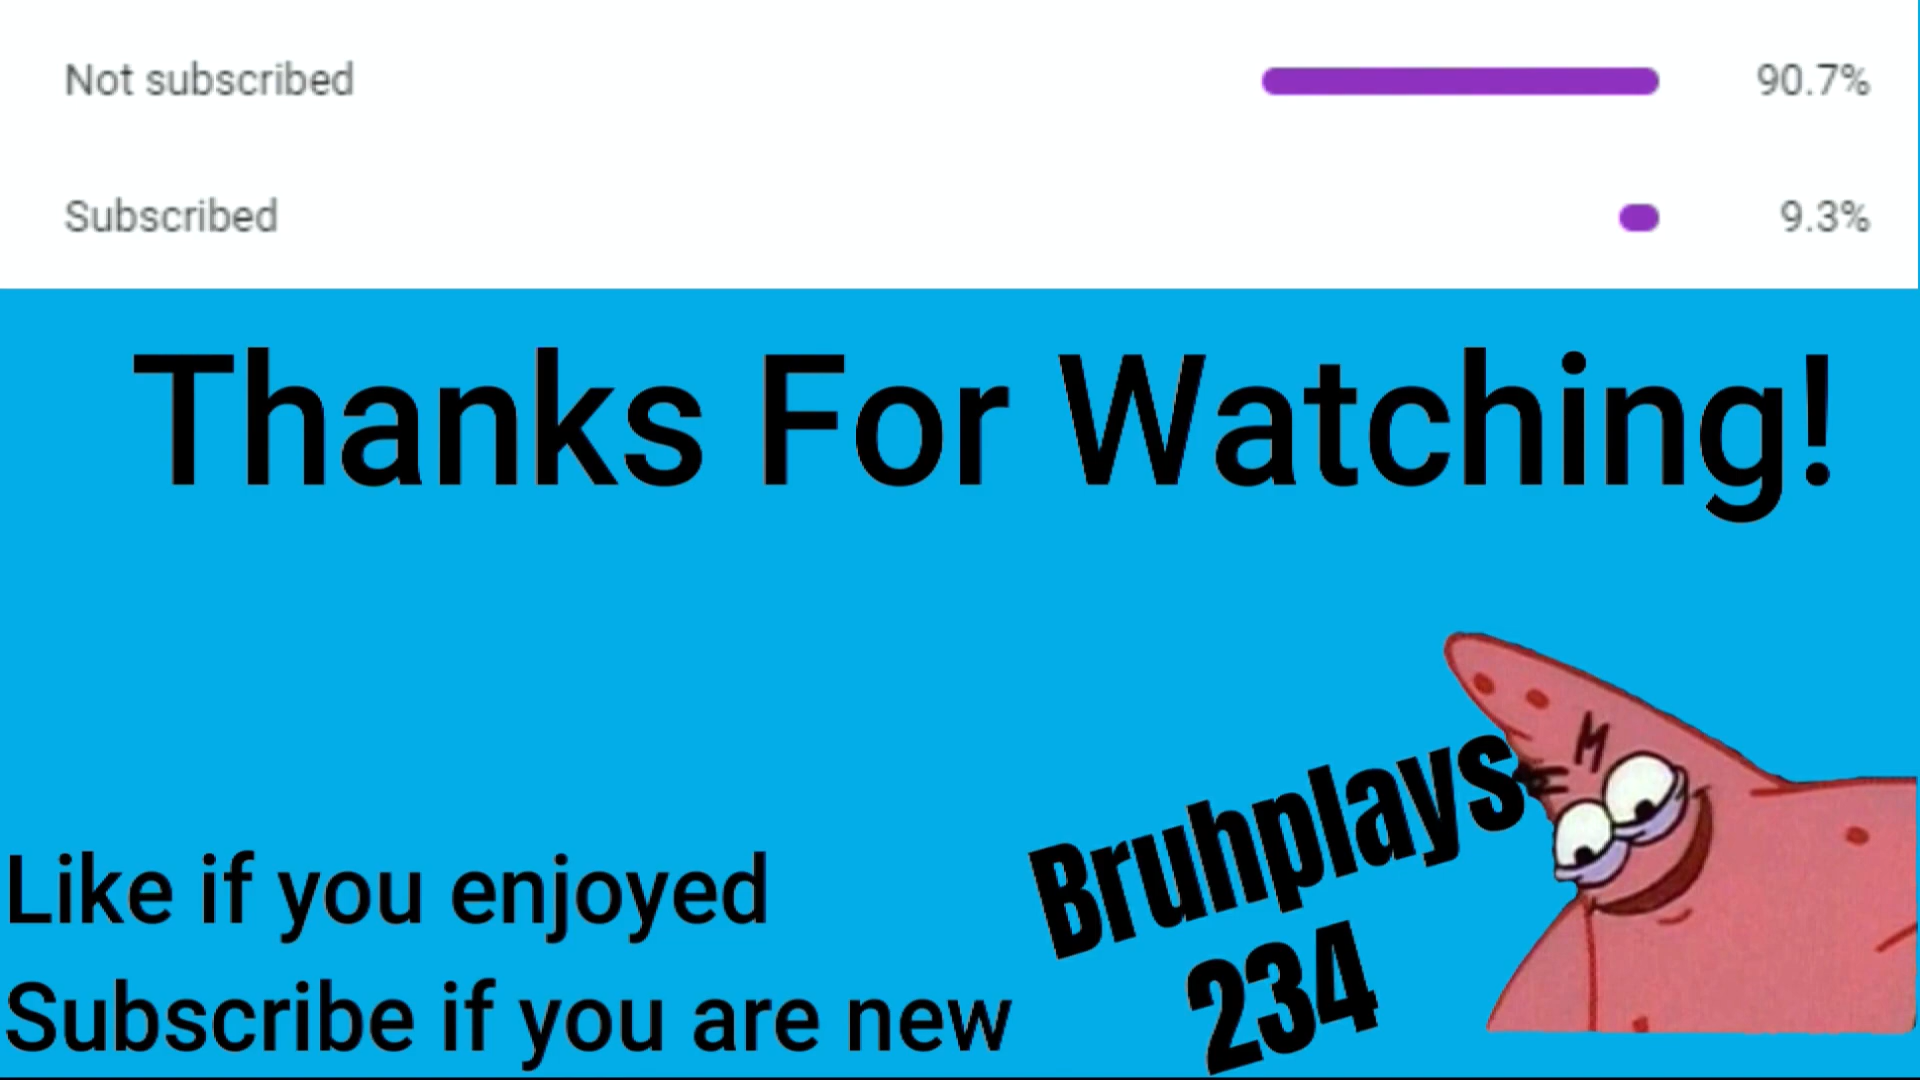 Not subscribed 90.7%
Subscribed 9.3%
Thanks For Watching!
Like if you enjoyed
Subscribe if you are new
Bruhplays
234